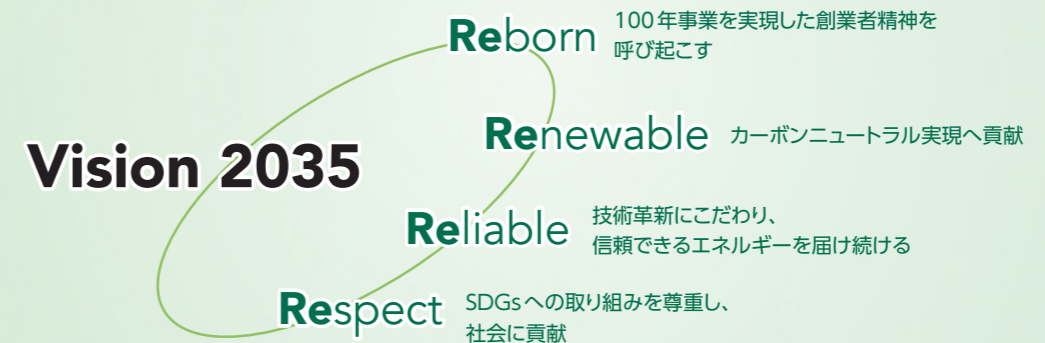 Reborn
100年事業を実現した創業者精神を
呼び起こす
Renewable
カーボンニュートラル実現へ貢献
Vision 2035
Reliable
技術革新にこだわり、
信頼できるエネルギーを届け続ける
Respect
SDGsへの取り組みを尊重し、
社会に貢献